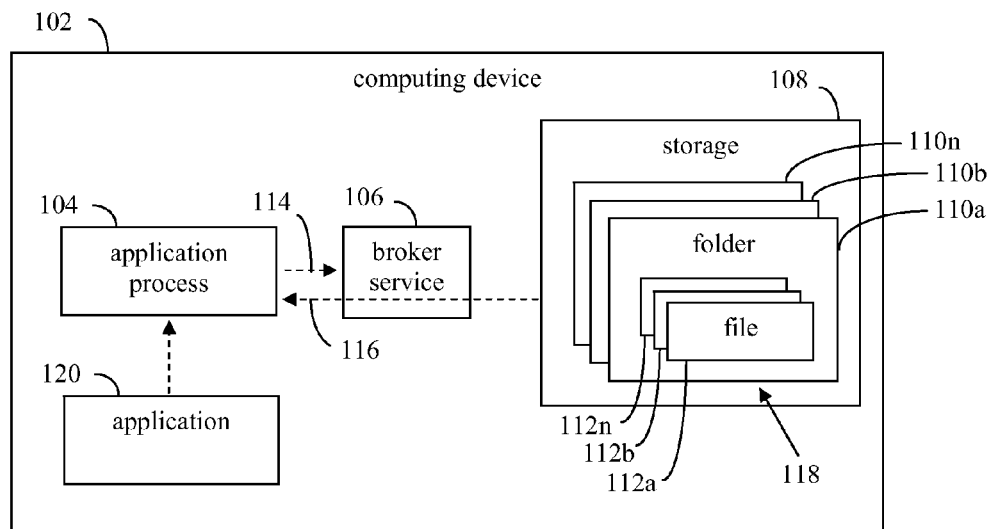 102
computing device
108
storage
110n
110b
110a
104
114
106
application
process
broker
service
folder
file
116
120
application
112n
112b
112a
118